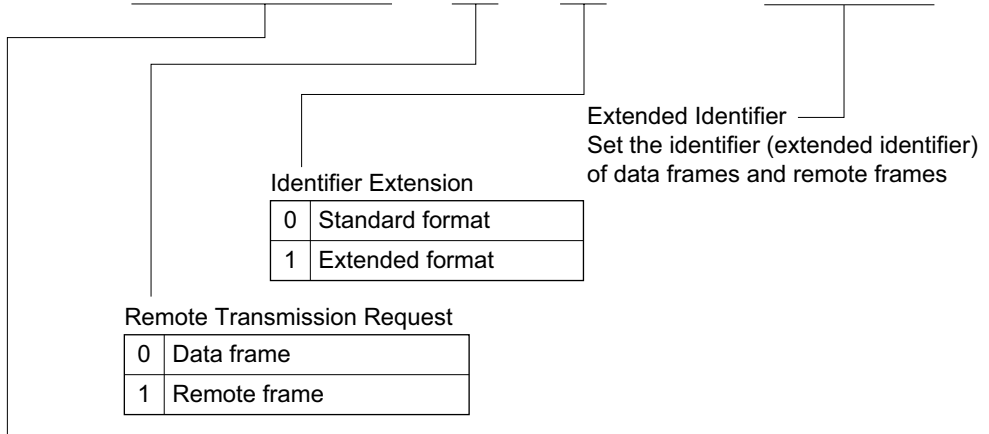 Extended Identifier
Set the identifier (extended identifier)
of data frames and remote frames
Identifier Extension
0 Standard format
1 Extended format
Remote Transmission Request
0 Data frame
1 Remote frame